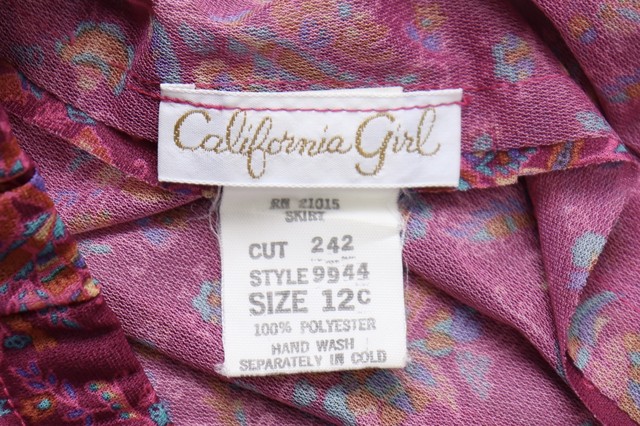 California Girl
RN 21015
SKIRT
CUT 242
STYLE 9944
SIZE 12C
100% POLYESTER
HAND WASH
SEPARATELY IN COLD